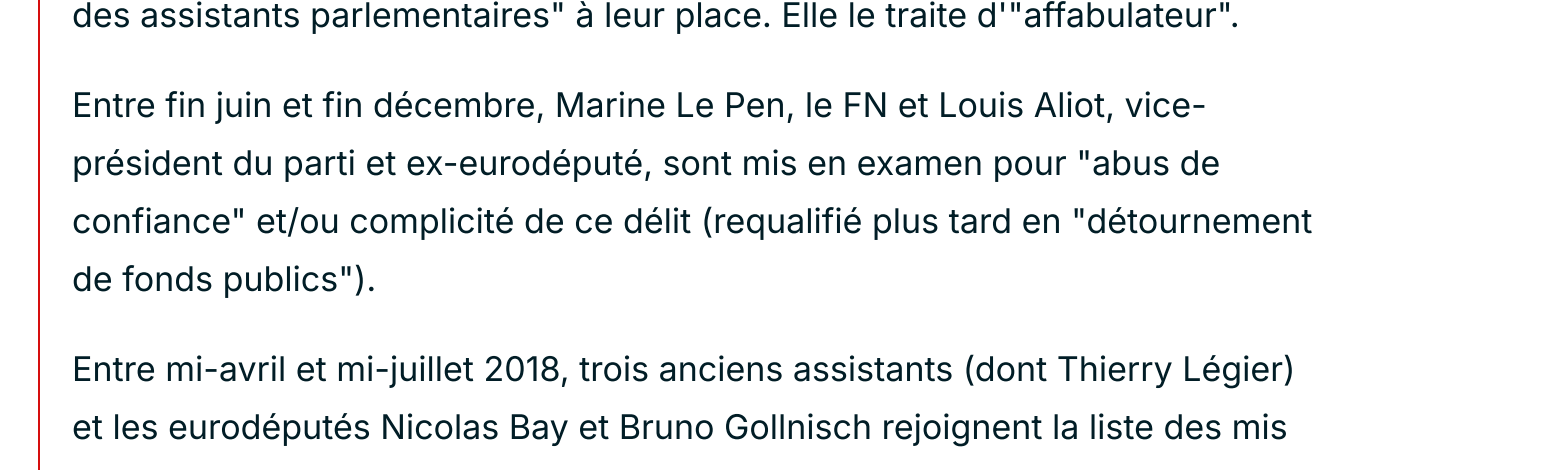 des assistants parlementaires" à leur place. Elle le traite d'"affabulateur".
Entre fin juin et fin décembre, Marine Le Pen, le FN et Louis Aliot, vice-
président du parti et ex-eurodéputé, sont mis en examen pour "abus de
confiance" et/ou complicité de ce délit (requalifié plus tard en "détournement
de fonds publics").
Entre mi-avril et mi-juillet 2018, trois anciens assistants (dont Thierry Légier)
et les eurodéputés Nicolas Bay et Bruno Gollnisch rejoignent la liste des mis